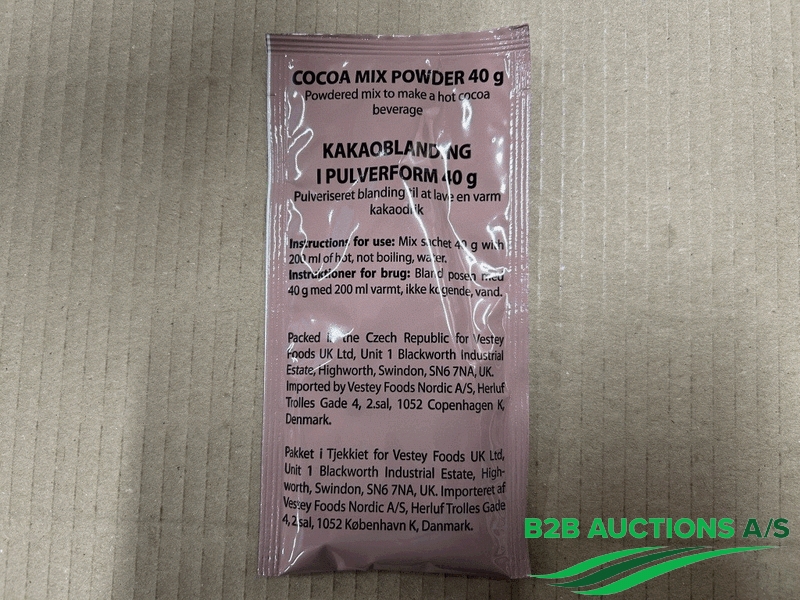 COCOA MIX POWDER 40 g
Powdered mix to make a hot cocoa
beverage
KAKAOBLANDING
I PULVERFORM 40 g
Pulveriseret blanding til at lave en varm
kakaodrik
Instructions for use: Mix sachet 40 g with
200 ml of hot, not boiling, water.
Instruktioner for brug: Bland posen med
40 g med 200 ml varmt, ikke kogende, vand.
Packed in the Czech Republic for Vestey
Foods UK Ltd, Unit 1 Blackworth Industrial
Estate, Highworth, Swindon, SN6 7NA, UK.
Imported by Vestey Foods Nordic A/S, Herluf
Trolles Gade 4, 2.sal, 1052 Copenhagen K,
Denmark.
Pakket i Tjekkiet for Vestey Foods UK Ltd,
Unit 1 Blackworth Industrial Estate, High-
worth, Swindon, SN6 7NA, UK. Importeret af
Vestey Foods Nordic A/S, Herluf Trolles Gade
4, 2.sal, 1052 København K, Danmark.
B2B AUCTIONS A/S